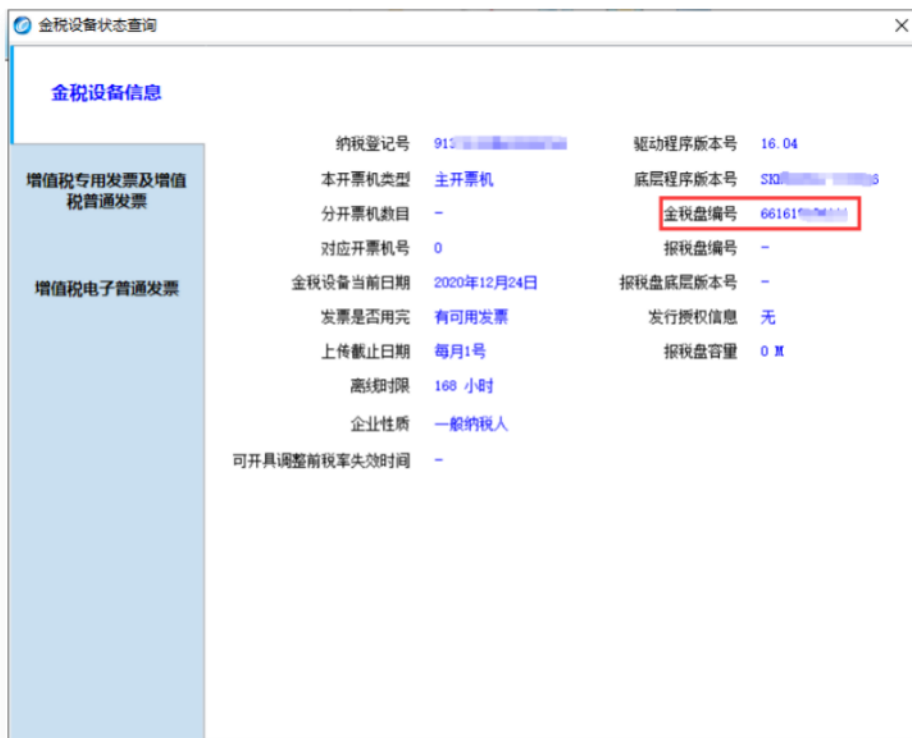 金税设备状态查询
金税设备信息
增值税专用发票及增值
税普通发票
增值税电子普通发票
纳税登记号 913 驱动程序版本号 16.04
本开票机类型 主开票机 底层程序版本号
分开票机数目 - 金税盘编号 66161
对应开票机号 0 报税盘编号 -
金税设备当前日期 2020年12月24日 报税盘底层版本号 -
发票是否用完 有可用发票 发行授权信息 无
上传截止日期 每月1号 报税盘容量 0 M
离线时限 168 小时
企业性质 一般纳税人
可开具调整前税率失效时间 -